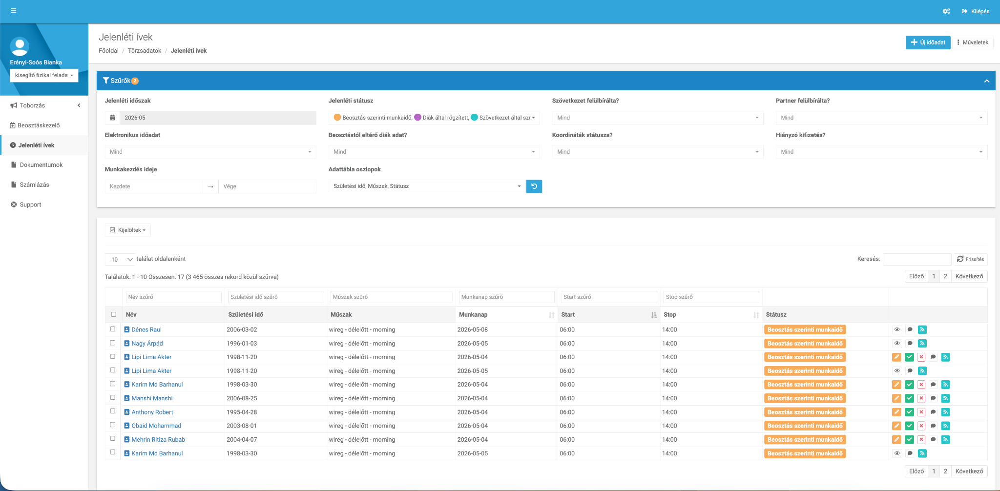 Kilépés
Erényi-Soós Bianka
kisegítő fizikai felada
Toborzás
Beosztáskezelő
Jelenléti ívek
Dokumentumok
Számlázás
Support
Jelenléti ívek
Főoldal / Törzsadatok / Jelenléti ívek
Új időadat
Műveletek
Szűrők 2
Jelenléti időszak
2026-05
Jelenléti státusz
Beosztás szerinti munkaidő, Diák által rögzített, Szövetkezet által sze
Szövetkezet felülbírálta?
Mind
Partner felülbírálta?
Mind
Elektronikus időadat
Mind
Beosztástól eltérő diák adat?
Mind
Koordináták státusza?
Mind
Hiányzó kifizetés?
Mind
Munkakezdés ideje
Kezdete → Vége
Adattábla oszlopok
Születési idő, Műszak, Státusz
Kijelöltek
10 találat oldalanként
Keresés:
Frissítés
Találatok: 1 - 10 Összesen: 17 (3 465 összes rekord közül szűrve)
Előző 1 2 Következő
Név szűrő Születési idő szűrő Műszak szűrő Munkanap szűrő Start szűrő Stop szűrő
Név Születési idő Műszak Munkanap Start Stop Státusz
Dénes Raul 2006-03-02 wireg - délelőtt - morning 2026-05-08 06:00 14:00 Beosztás szerinti munkaidő
Nagy Árpád 1996-01-03 wireg - délelőtt - morning 2026-05-05 06:00 14:00 Beosztás szerinti munkaidő
Lipi Lima Akter 1998-11-20 wireg - délelőtt - morning 2026-05-04 06:00 14:00 Beosztás szerinti munkaidő
Lipi Lima Akter 1998-11-20 wireg - délelőtt - morning 2026-05-05 06:00 14:00 Beosztás szerinti munkaidő
Karim Md Barhanul 1998-03-30 wireg - délelőtt - morning 2026-05-04 06:00 14:00 Beosztás szerinti munkaidő
Manshi Manshi 2006-08-25 wireg - délelőtt - morning 2026-05-04 06:00 14:00 Beosztás szerinti munkaidő
Anthony Robert 1995-04-28 wireg - délelőtt - morning 2026-05-04 06:00 14:00 Beosztás szerinti munkaidő
Obaid Mohammad 2003-08-01 wireg - délelőtt - morning 2026-05-04 06:00 14:00 Beosztás szerinti munkaidő
Mehrin Ritiza Rubab 2004-04-07 wireg - délelőtt - morning 2026-05-04 06:00 14:00 Beosztás szerinti munkaidő
Karim Md Barhanul 1998-03-30 wireg - délelőtt - morning 2026-05-05 06:00 14:00 Beosztás szerinti munkaidő
Előző 1 2 Következő